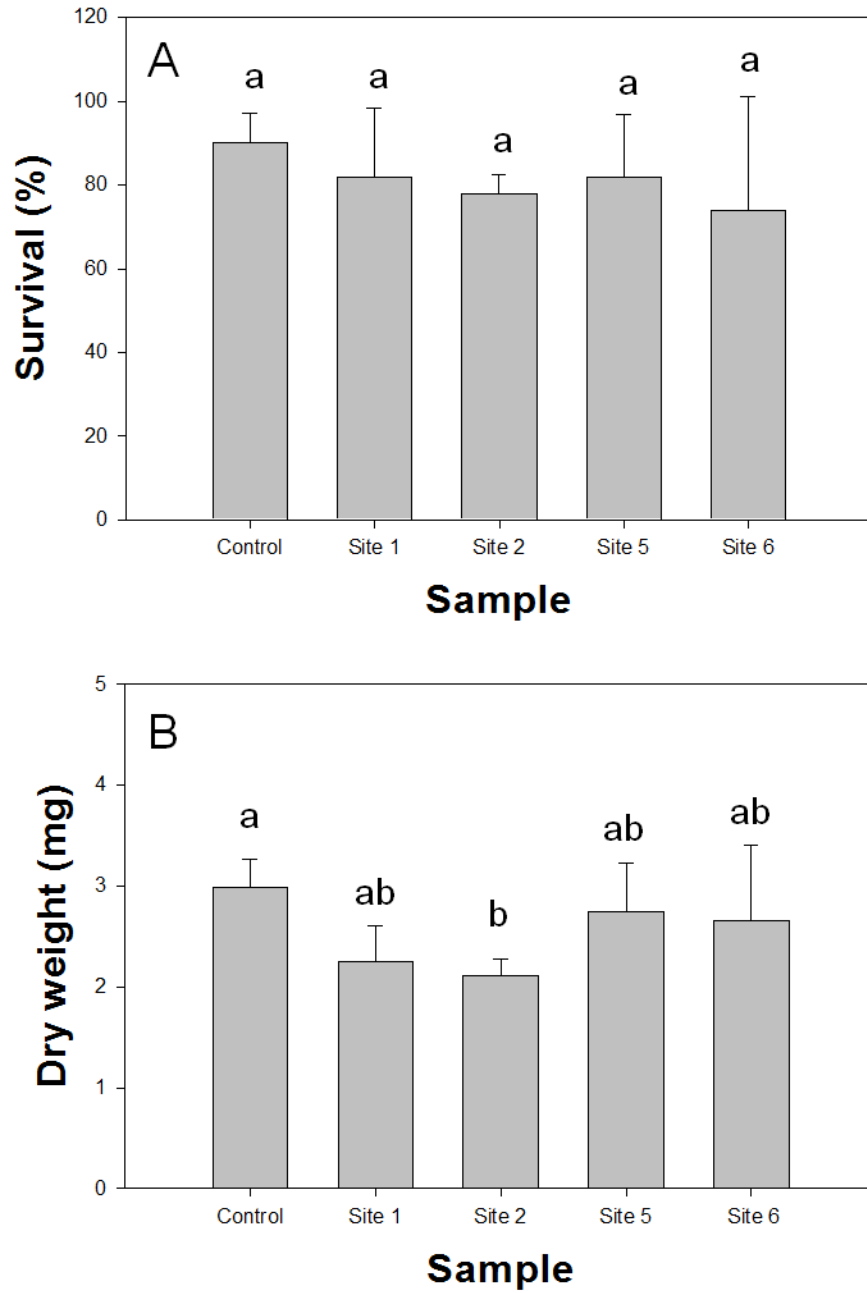 120
A
a a a a a
100
80
60
40
20
0
Survival (%)
Control Site 1 Site 2 Site 5 Site 6
Sample
5
B
4
a ab b ab ab
3
2
1
0
Dry weight (mg)
Control Site 1 Site 2 Site 5 Site 6
Sample